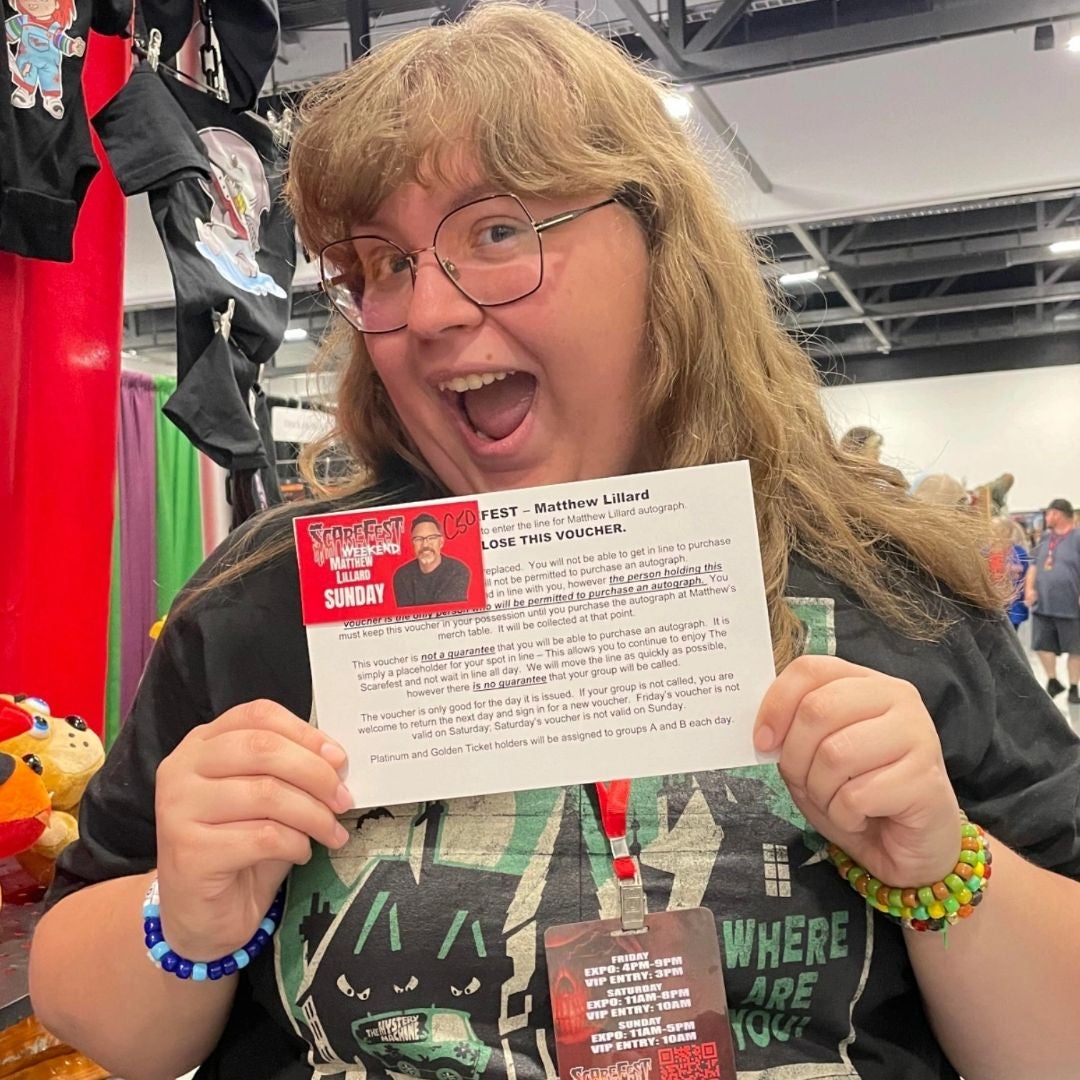 FEST – Matthew Lillard
to enter the line for Matthew Lillard autograph.
LOSE THIS VOUCHER.
SCAREFEST
WEEKEND
MATTHEW
LILLARD
SUNDAY
C50
replaced. You will not be able to get in line to purchase
ll not be permitted to purchase an autograph.
d in line with you, however the person holding this
voucher is the only person who will be permitted to purchase an autograph. You
must keep this voucher in your possession until you purchase the autograph at Matthew's
merch table. It will be collected at that point.
This voucher is not a guarantee that you will be able to purchase an autograph. It is
simply a placeholder for your spot in line – This allows you to continue to enjoy The
Scarefest and not wait in line all day. We will move the line as quickly as possible,
however there is no guarantee that your group will be called.
The voucher is only good for the day it is issued. If your group is not called, you are
welcome to return the next day and sign in for a new voucher. Friday's voucher is not
valid on Saturday; Saturday's voucher is not valid on Sunday.
Platinum and Golden Ticket holders will be assigned to groups A and B each day.
WHERE
ARE
YOU!
THE MYSTERY
MACHINE
FRIDAY
EXPO: 4PM-9PM
VIP ENTRY: 3PM
SATURDAY
EXPO: 11AM-8PM
VIP ENTRY: 10AM
SUNDAY
EXPO: 11AM-5PM
VIP ENTRY: 10AM
SCAREFEST